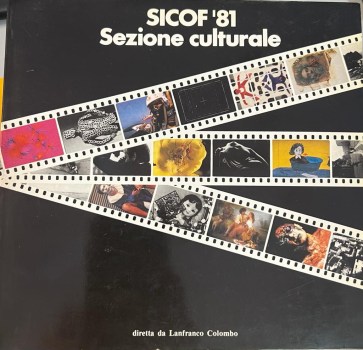 SICOF '81
Sezione culturale
diretta da Lanfranco Colombo